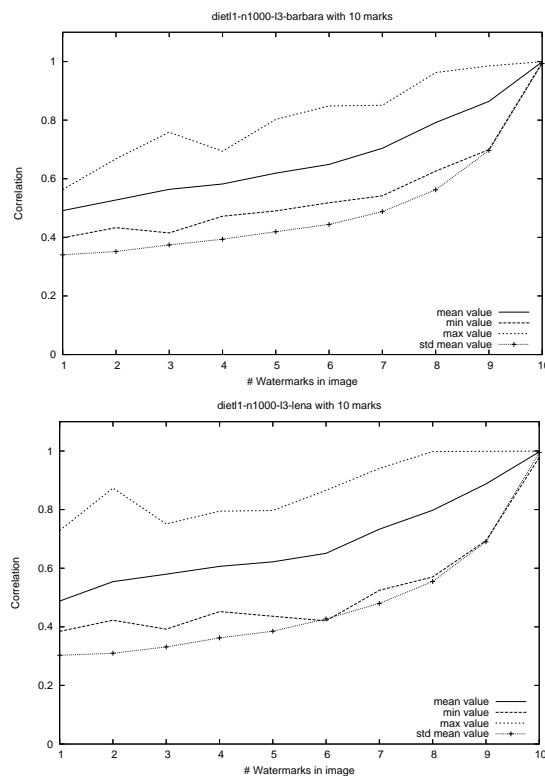 dietl1-n1000-l3-barbara with 10 marks
1
0.8
0.6
0.4
0.2
0
Correlation
mean value
min value
max value
std mean value
1 2 3 4 5 6 7 8 9 10
# Watermarks in image
dietl1-n1000-l3-lena with 10 marks
1
0.8
0.6
0.4
0.2
0
Correlation
mean value
min value
max value
std mean value
1 2 3 4 5 6 7 8 9 10
# Watermarks in image